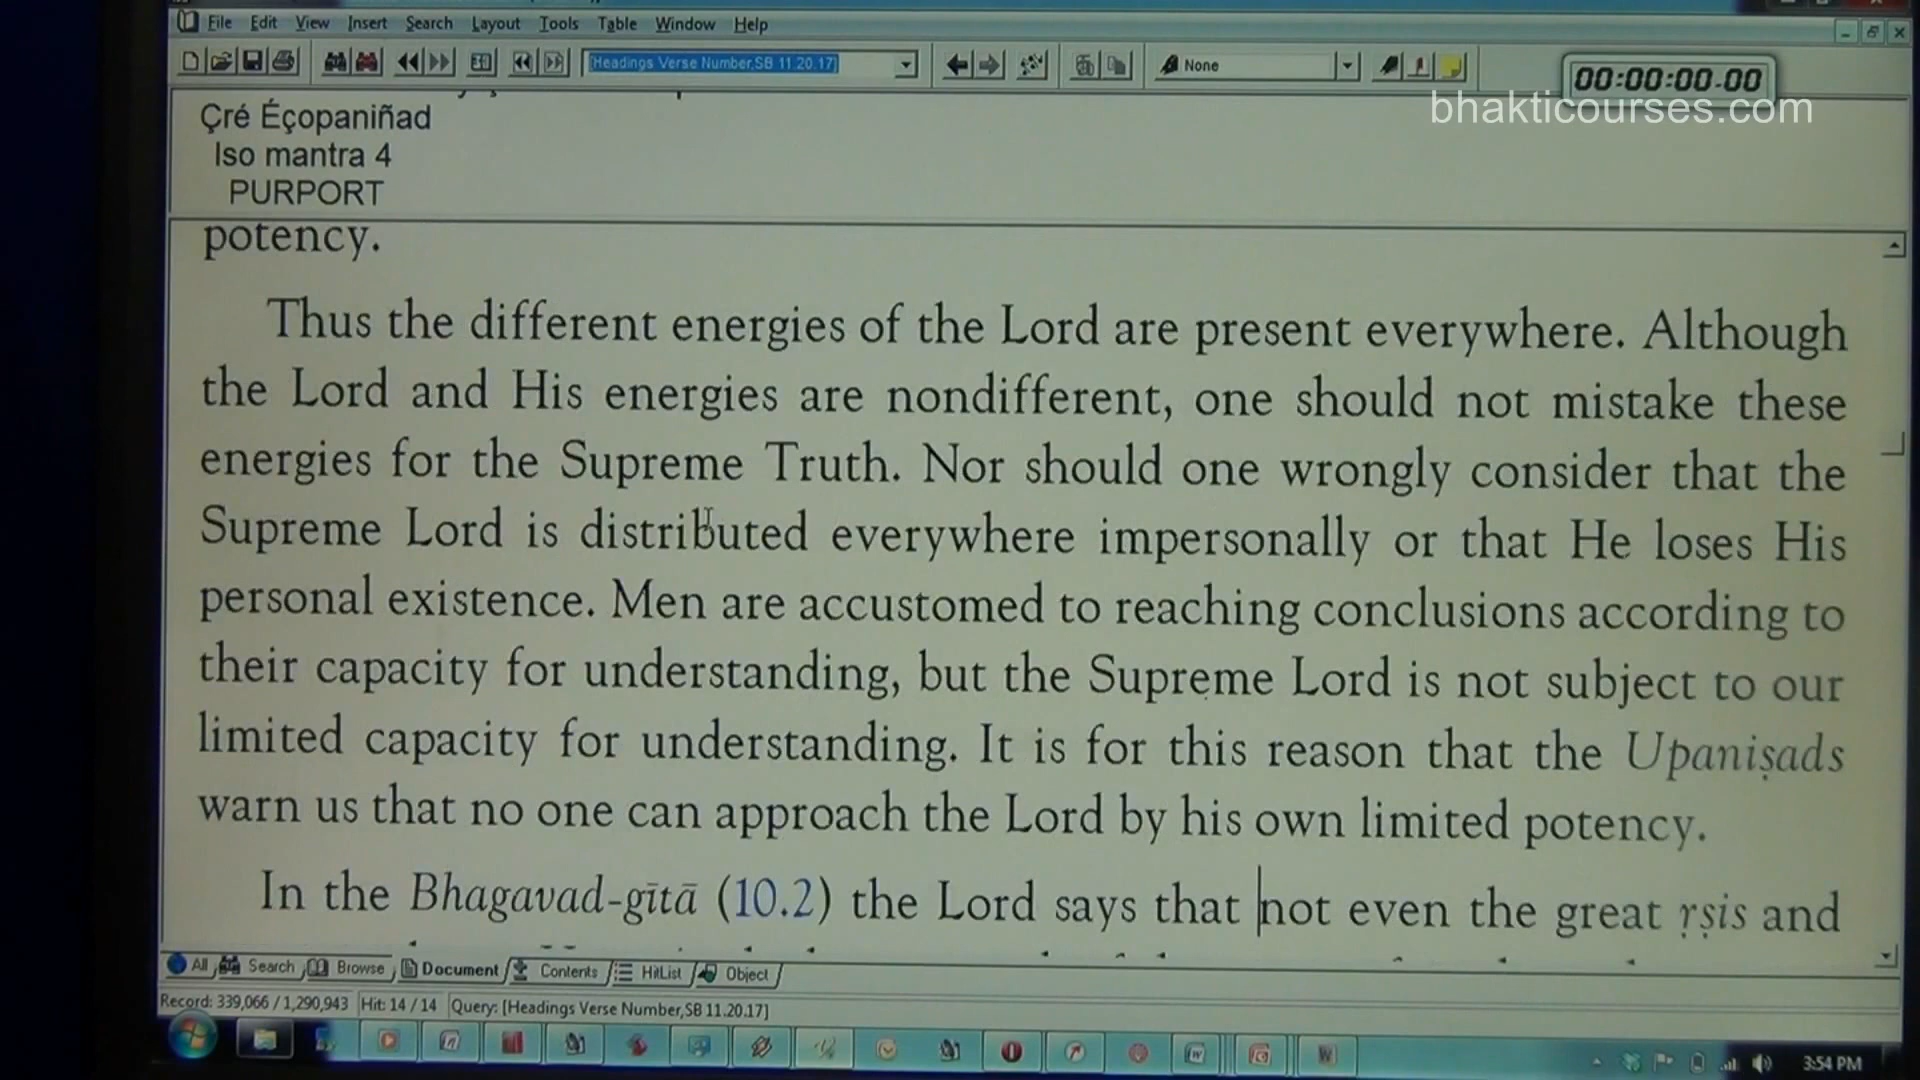 File Edit View Insert Search Layout Tools Table Window Help
[Headings Verse Number,SB 11.20.17]
None
00:00:00.00
bhakticourses.com
Çré Éçopaniñad
Iso mantra 4
PURPORT
potency.
Thus the different energies of the Lord are present everywhere. Although
the Lord and His energies are nondifferent, one should not mistake these
energies for the Supreme Truth. Nor should one wrongly consider that the
Supreme Lord is distributed everywhere impersonally or that He loses His
personal existence. Men are accustomed to reaching conclusions according to
their capacity for understanding, but the Supreme Lord is not subject to our
limited capacity for understanding. It is for this reason that the Upaniṣads
warn us that no one can approach the Lord by his own limited potency.
In the Bhagavad-gītā (10.2) the Lord says that not even the great ṛṣis and
All Search Browse Document Contents HitList Object
Record: 339,066 / 1,290,943 Hit: 14 / 14 Query: [Headings Verse Number,SB 11.20.17]
3:54 PM